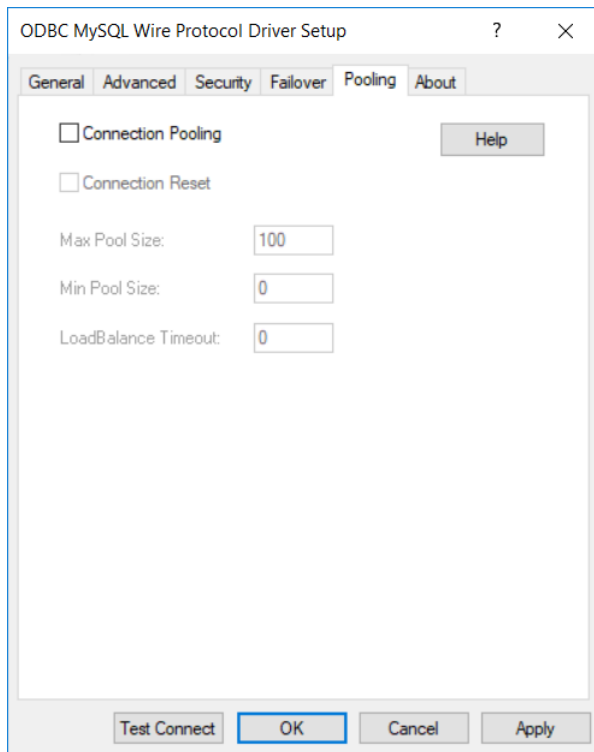 ODBC MySQL Wire Protocol Driver Setup ?
General Advanced Security Failover Pooling About
Connection Pooling Help
Connection Reset
Max Pool Size: 100
Min Pool Size: 0
LoadBalance Timeout: 0
Test Connect OK Cancel Apply